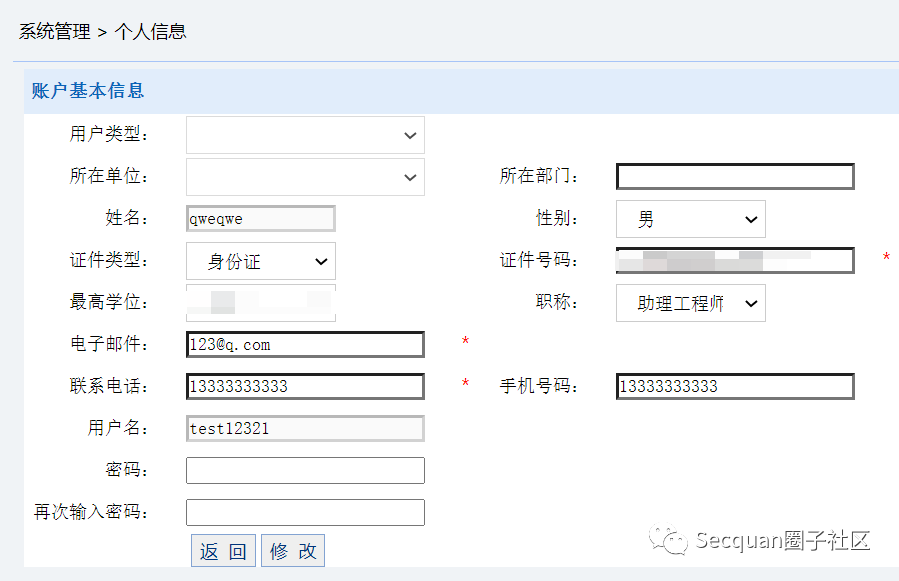 系统管理 > 个人信息
账户基本信息
用户类型：
所在单位： 所在部门：
姓名： qweqwe 性别： 男
证件类型： 身份证 证件号码： *
最高学位： 职称： 助理工程师
电子邮件： 123@q.com *
联系电话： 13333333333 * 手机号码： 13333333333
用户名： test12321
密码：
再次输入密码：
返 回 修 改
Secquan圈子社区